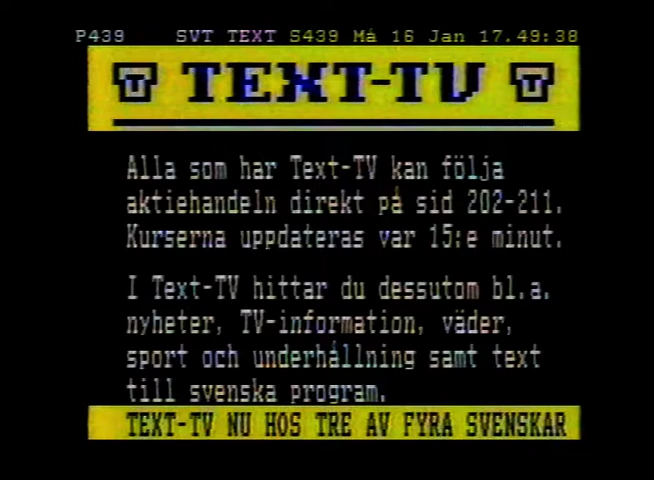 P439 SVT TEXT S439 Må 16 Jan 17.49:38
TEXT-TV
Alla som har Text-TV kan följa
aktiehandeln direkt på sid 202-211.
Kurserna uppdateras var 15:e minut.
I Text-TV hittar du dessutom bl.a.
nyheter, TV-information, väder,
sport och underhållning samt text
till svenska program.
TEXT-TV NU HOS TRE AV FYRA SVENSKAR